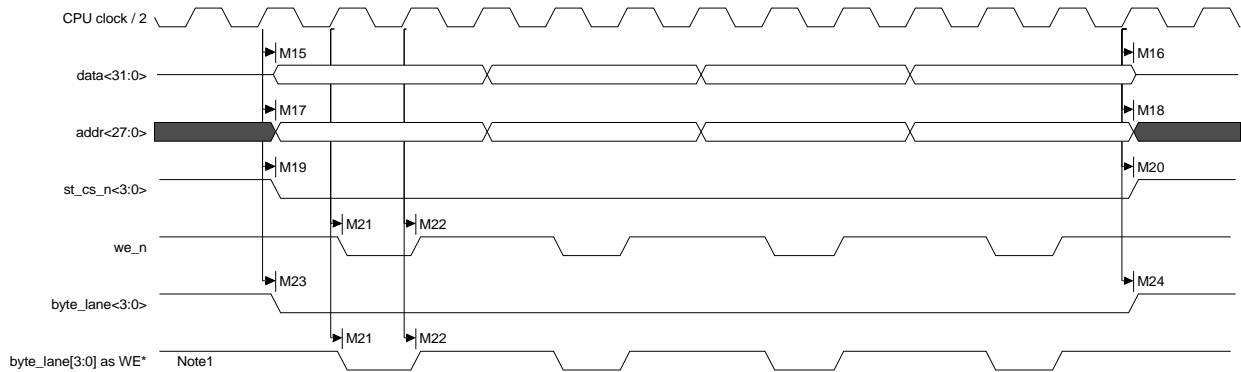 CPU clock / 2
M15 M16
data<31:0>
M17 M18
addr<27:0>
M19 M20
st_cs_n<3:0>
M21 M22
we_n
M23 M24
byte_lane<3:0>
M21 M22
byte_lane[3:0] as WE* Note1